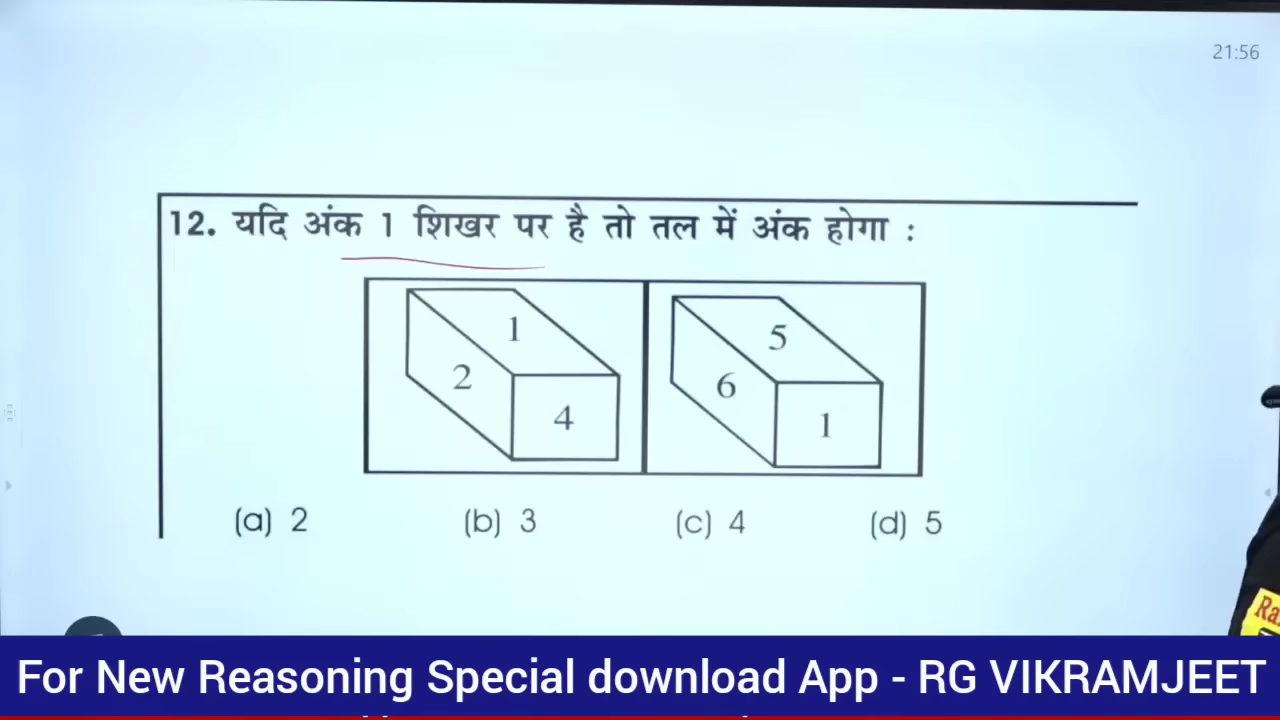 21:56
12. यदि अंक 1 शिखर पर है तो तल में अंक होगा :
1
2
4
5
6
1
(a) 2 (b) 3 (c) 4 (d) 5
For New Reasoning Special download App - RG VIKRAMJEET